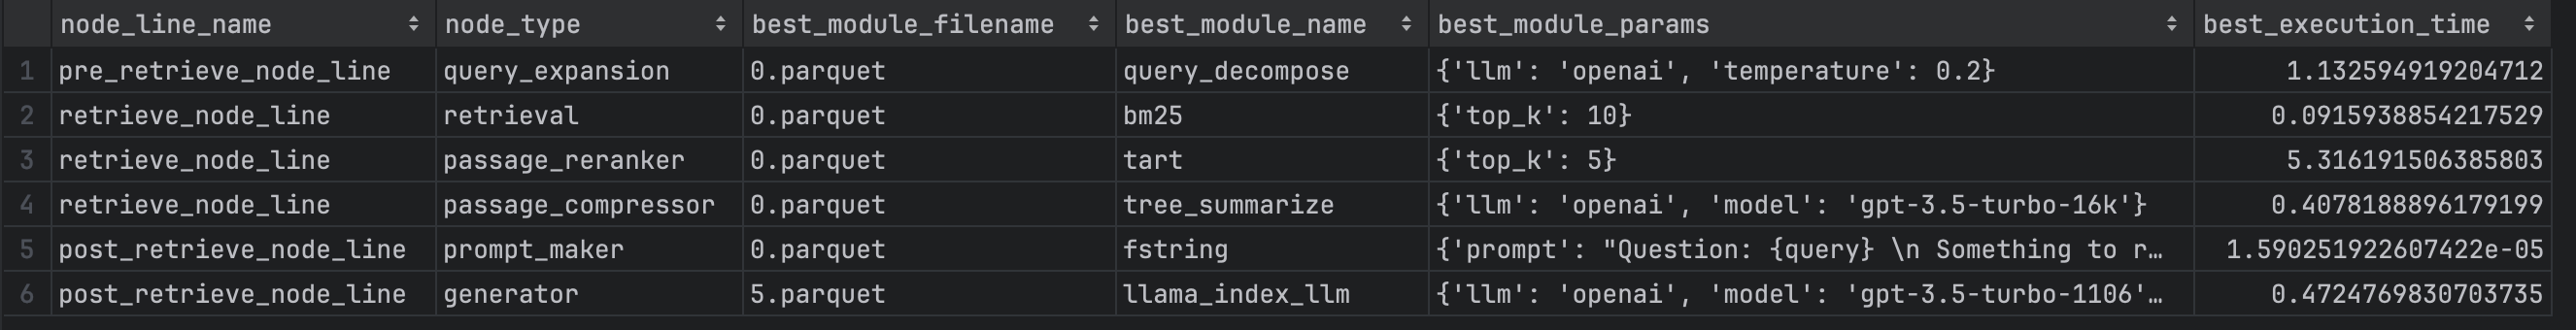 node_line_name node_type best_module_filename best_module_name best_module_params best_execution_time
1 pre_retrieve_node_line query_expansion 0.parquet query_decompose {'llm': 'openai', 'temperature': 0.2} 1.132594919204712
2 retrieve_node_line retrieval 0.parquet bm25 {'top_k': 10} 0.0915938854217529
3 retrieve_node_line passage_reranker 0.parquet tart {'top_k': 5} 5.316191506385803
4 retrieve_node_line passage_compressor 0.parquet tree_summarize {'llm': 'openai', 'model': 'gpt-3.5-turbo-16k'} 0.4078188896179199
5 post_retrieve_node_line prompt_maker 0.parquet fstring {'prompt': "Question: {query} \n Something to r… 1.590251922607422e-05
6 post_retrieve_node_line generator 5.parquet llama_index_llm {'llm': 'openai', 'model': 'gpt-3.5-turbo-1106'… 0.4724769830703735